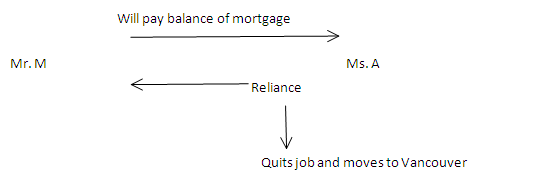 Will pay balance of mortgage
Mr. M
Ms. A
Reliance
Quits job and moves to Vancouver